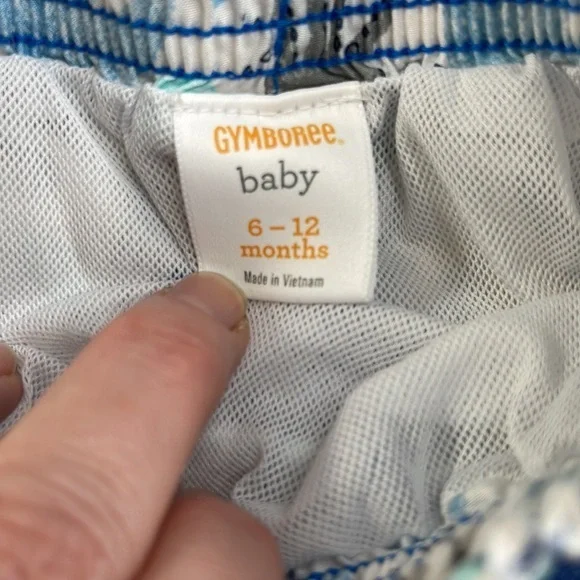 GYMBOREE
baby
6 – 12
months
Made in Vietnam